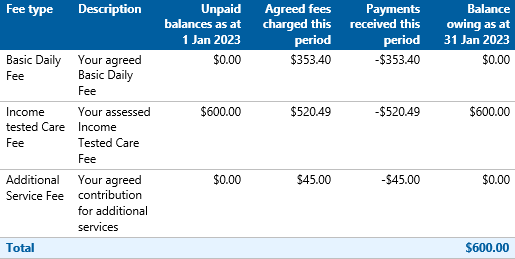 Fee type Description Unpaid balances as at 1 Jan 2023 Agreed fees charged this period Payments received this period Balance owing as at 31 Jan 2023
Basic Daily Fee Your agreed Basic Daily Fee $0.00 $353.40 -$353.40 $0.00
Income tested Care Fee Your assessed Income Tested Care Fee $600.00 $520.49 -$520.49 $600.00
Additional Service Fee Your agreed contribution for additional services $0.00 $45.00 -$45.00 $0.00
Total $600.00